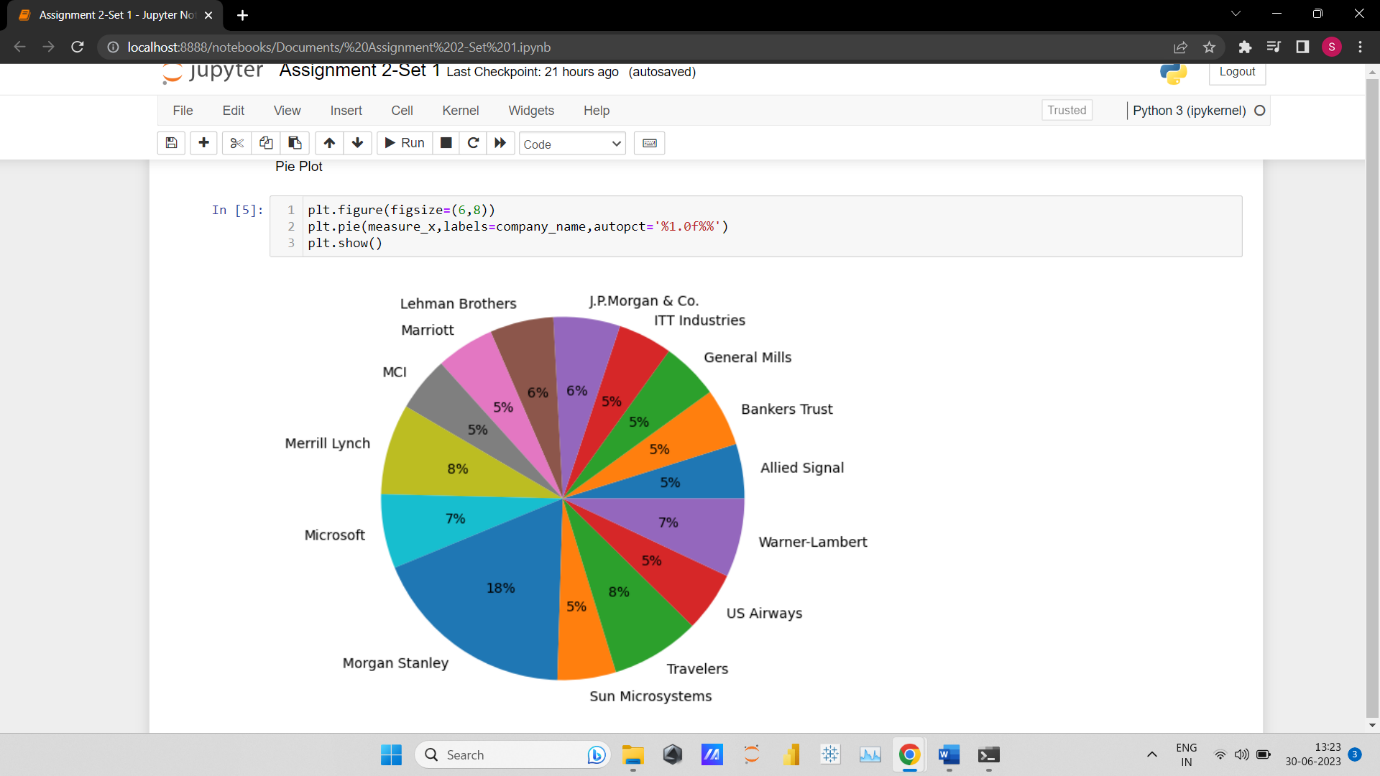 Assignment 2-Set 1 - Jupyter No
localhost:8888/notebooks/Documents/%20Assignment%202-Set%201.ipynb
S
jupyter Assignment 2-Set 1 Last Checkpoint: 21 hours ago (autosaved)
Logout
File Edit View Insert Cell Kernel Widgets Help
Trusted
Python 3 (ipykernel)
Run
Code
Pie Plot
In [5]:
1 plt.figure(figsize=(6,8))
2 plt.pie(measure_x,labels=company_name,autopct='%1.0f%%')
3 plt.show()
Lehman Brothers
J.P.Morgan & Co.
Marriott
ITT Industries
MCI
General Mills
6%
6%
5%
5%
5%
5%
Bankers Trust
Merrill Lynch
8%
5%
Allied Signal
5%
7%
7%
Microsoft
Warner-Lambert
5%
18%
8%
5%
US Airways
Morgan Stanley
Travelers
Sun Microsystems
Search
ENG
IN
13:23
30-06-2023
3